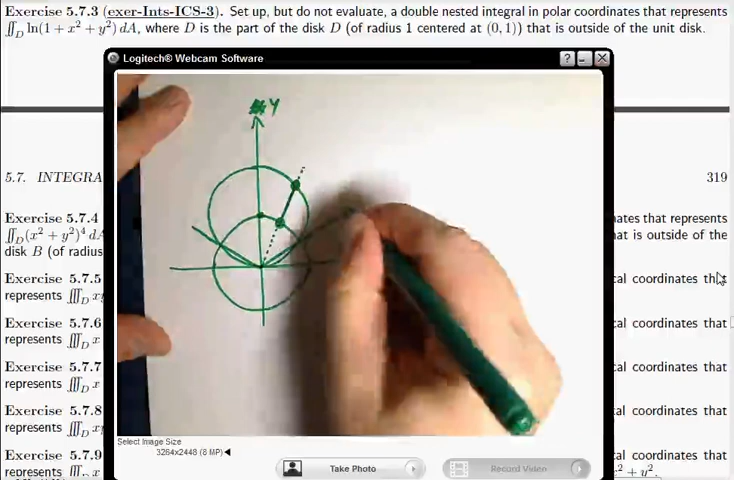 Exercise 5.7.3 (exer-Ints-ICS-3). Set up, but do not evaluate, a double nested integral in polar coordinates that represents
∬_D ln(1 + x² + y²) dA, where D is the part of the disk D (of radius 1 centered at (0, 1)) that is outside of the unit disk.
Logitech® Webcam Software
Y
5.7. INTEGRA
319
Exercise 5.7.4
nates that represents
∬_D(x² + y²)⁴ dA
at is outside of the
disk B (of radius
Exercise 5.7.5
cal coordinates that
represents ∭_D x
Exercise 5.7.6
cal coordinates that
represents ∭_D
Exercise 5.7.7
cal coordinates that
represents ∭_D x
Exercise 5.7.8
cal coordinates that
represents ∭_D
Exercise 5.7.9
cal coordinates that
represents ∭_D x
² + y².
Select Image Size
3264x2448 (8 MP)
Take Photo
Record Video